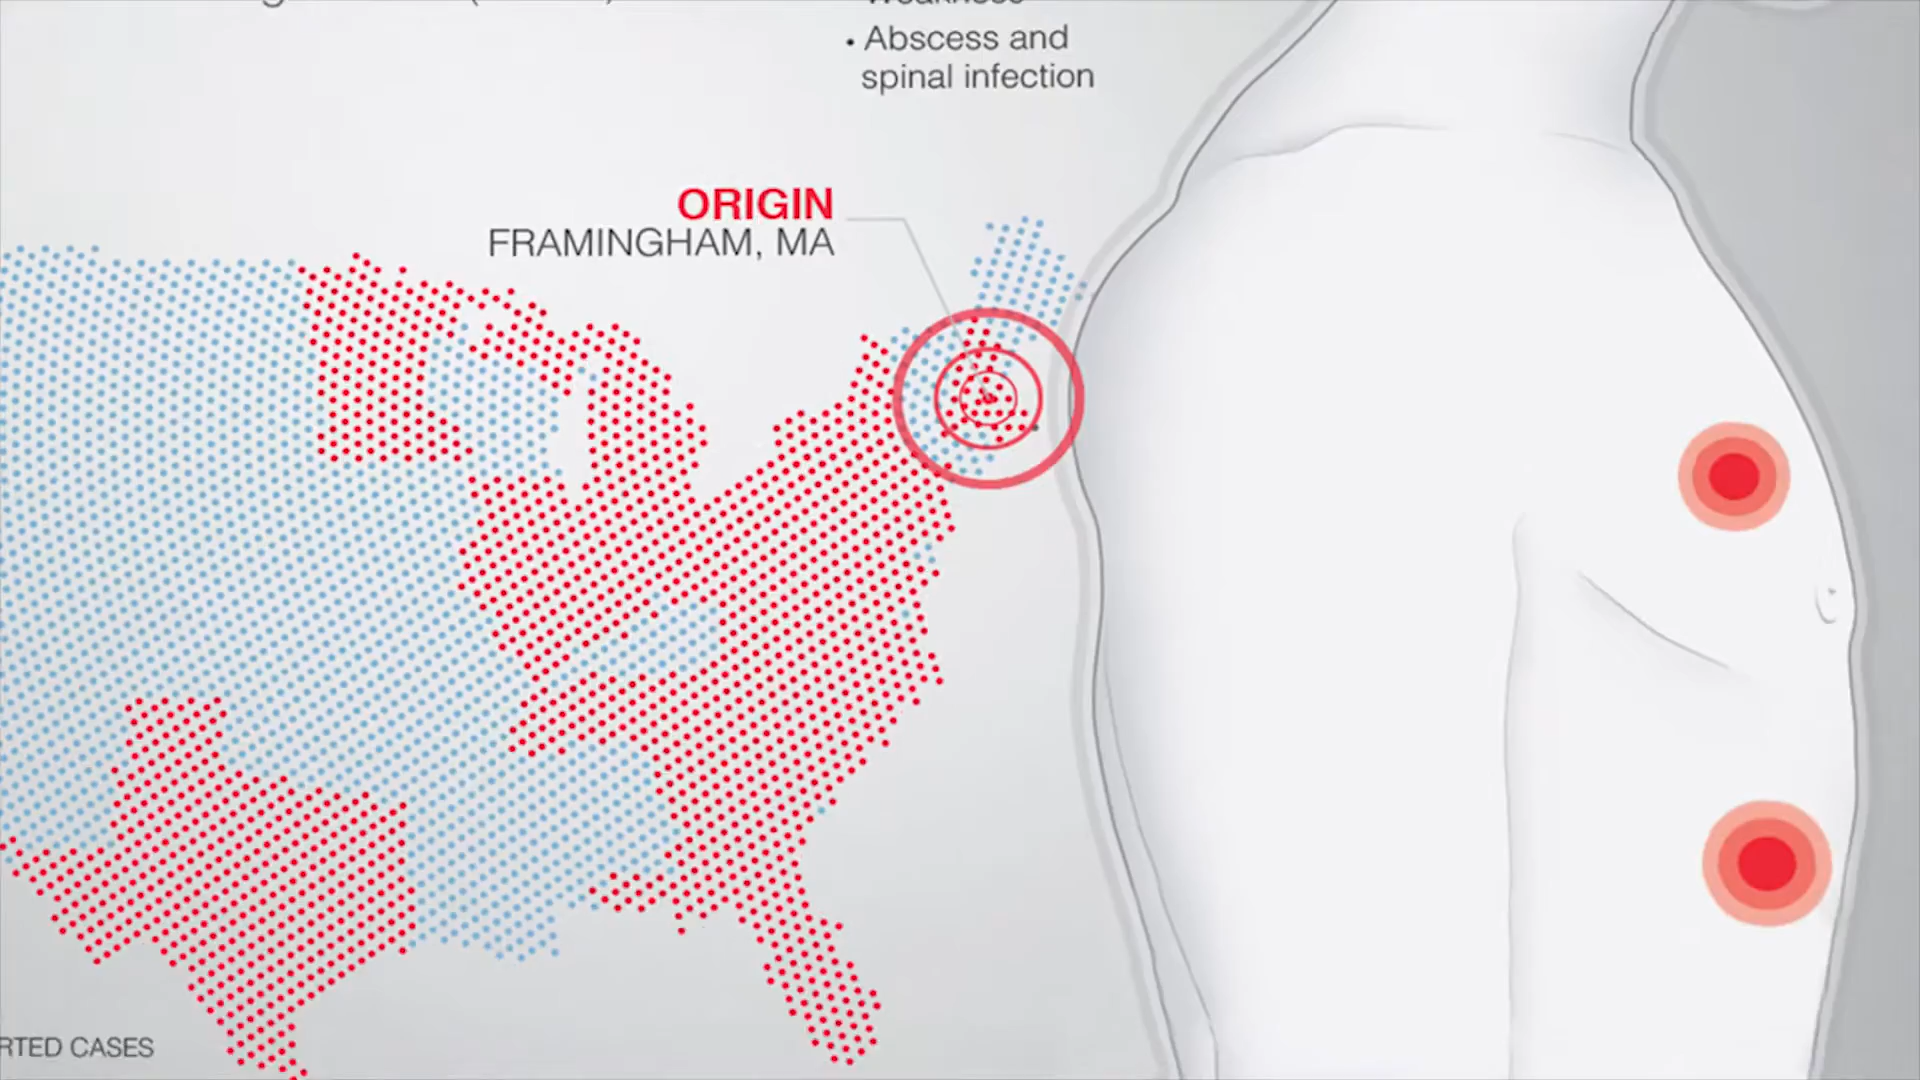 • Abscess and
spinal infection
ORIGIN
FRAMINGHAM, MA
RTED CASES